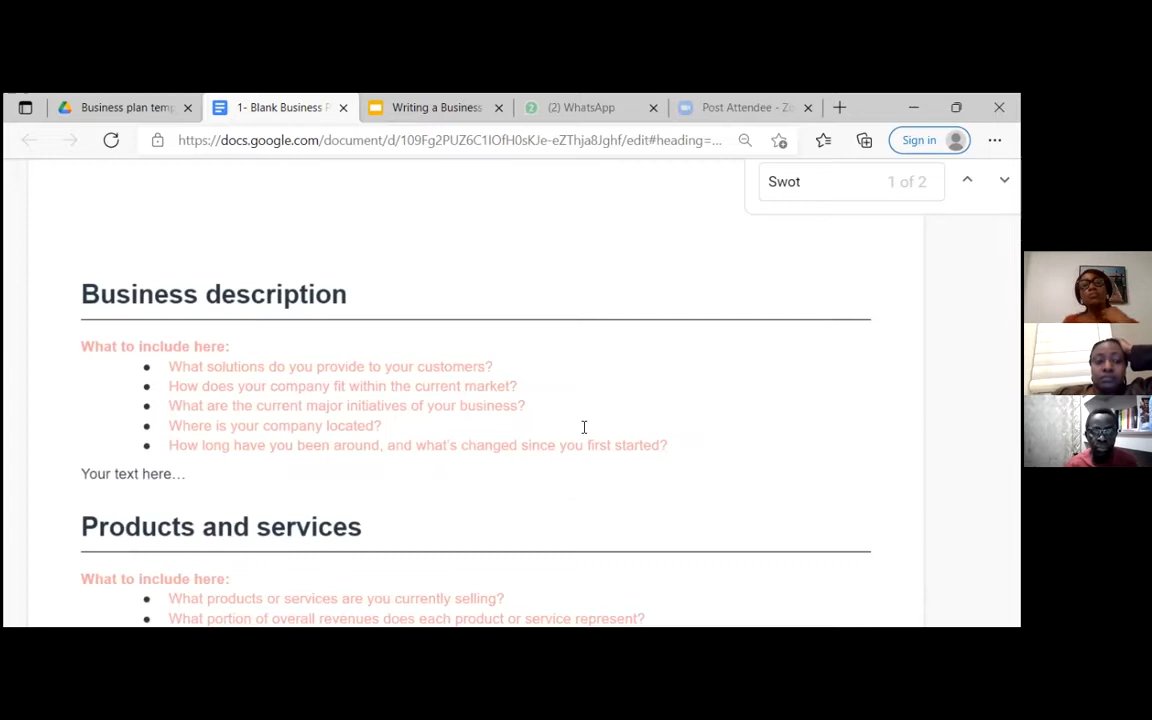 Business plan temp
1- Blank Business P
Writing a Business
(2) WhatsApp
Post Attendee - Zo
https://docs.google.com/document/d/109Fg2PUZ6C1lOfH0sKJe-eZThja8Jghf/edit#heading=...
Sign in
Swot 1 of 2
Business description
What to include here:
● What solutions do you provide to your customers?
● How does your company fit within the current market?
● What are the current major initiatives of your business?
● Where is your company located?
● How long have you been around, and what's changed since you first started?
Your text here…
Products and services
What to include here:
● What products or services are you currently selling?
● What portion of overall revenues does each product or service represent?